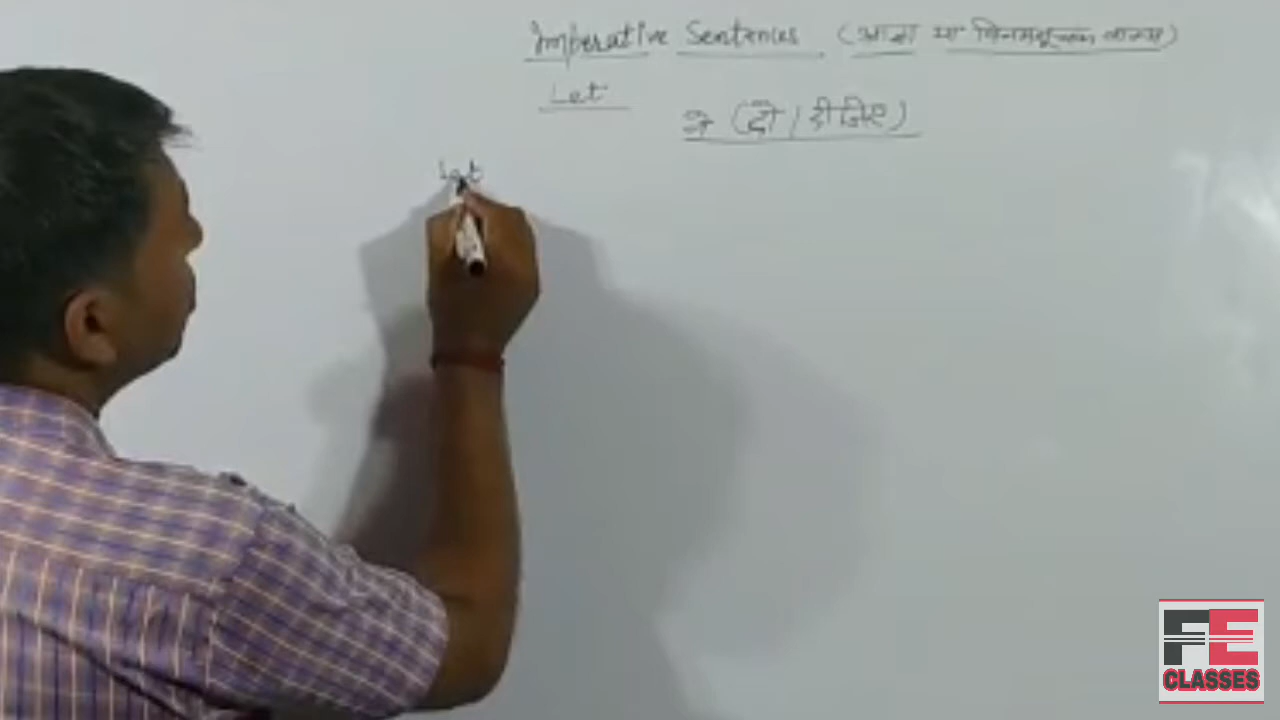 Imperative Sentences (आज्ञा या विनयसूचक वाक्य)
Let
ने (दो / दीजिए)
Let
FE
CLASSES